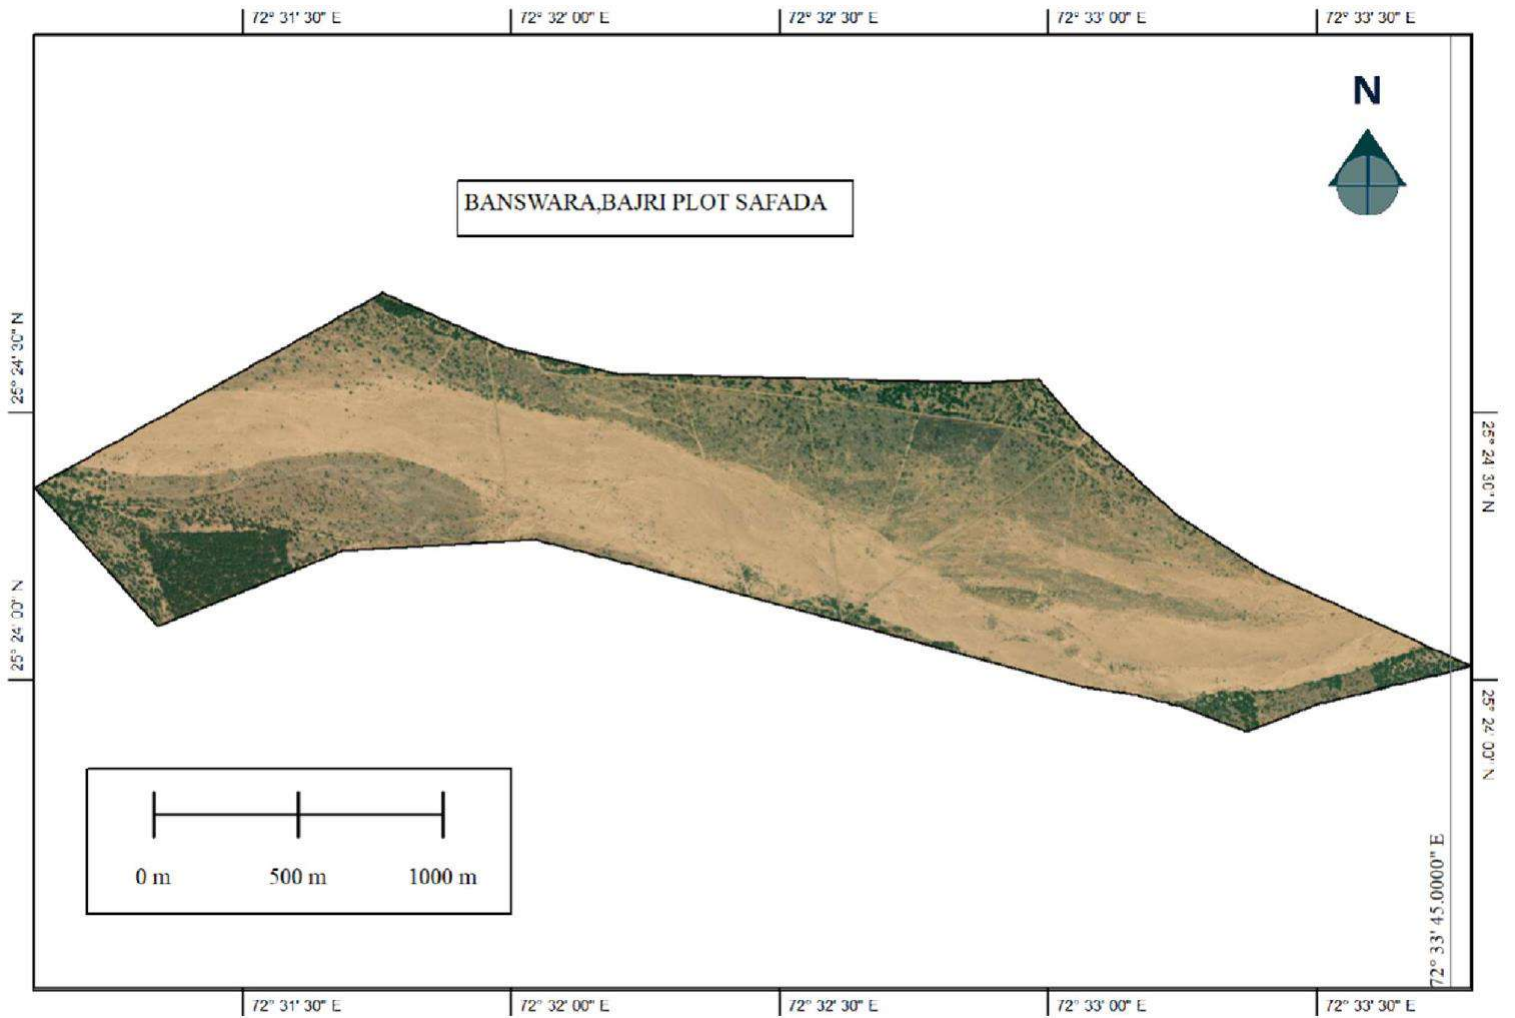 72° 31' 30" E 72° 32' 00" E 72° 32' 30" E 72° 33' 00" E 72° 33' 30" E
N
BANSWARA,BAJRI PLOT SAFADA
25° 24' 30" N
25° 24' 30" N
25° 24' 00" N
25° 24' 00" N
0 m 500 m 1000 m
72° 33' 45.0000" E
72° 31' 30" E 72° 32' 00" E 72° 32' 30" E 72° 33' 00" E 72° 33' 30" E